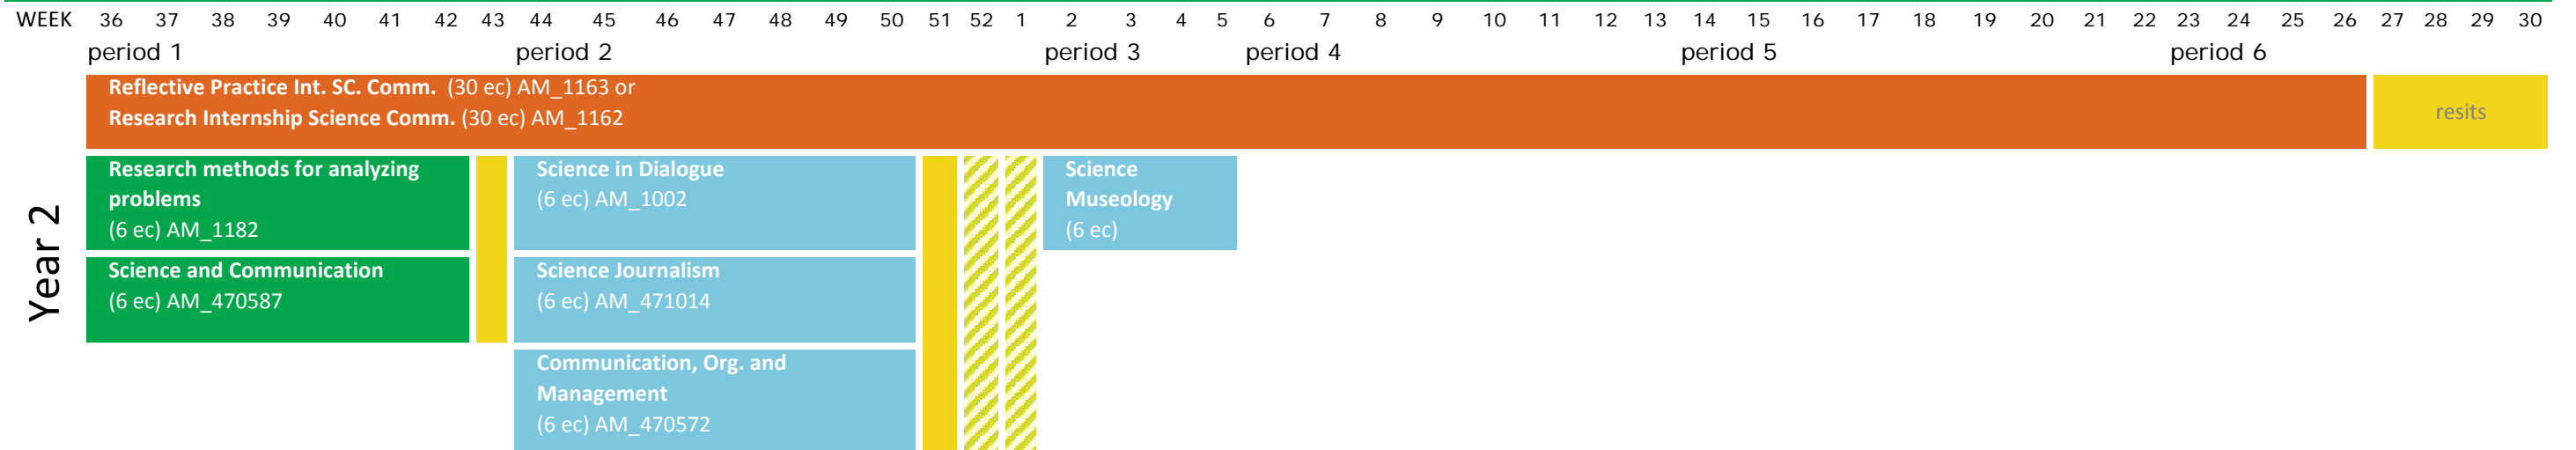 WEEK 36 37 38 39 40 41 42 43 44 45 46 47 48 49 50 51 52 1 2 3 4 5 6 7 8 9 10 11 12 13 14 15 16 17 18 19 20 21 22 23 24 25 26 27 28 29 30
period 1 period 2 period 3 period 4 period 5 period 6
Reflective Practice Int. SC. Comm. (30 ec) AM_1163 or
Research Internship Science Comm. (30 ec) AM_1162
resits
Year 2
Research methods for analyzing
problems
(6 ec) AM_1182
Science in Dialogue
(6 ec) AM_1002
Science
Museology
(6 ec)
Science and Communication
(6 ec) AM_470587
Science Journalism
(6 ec) AM_471014
Communication, Org. and
Management
(6 ec) AM_470572